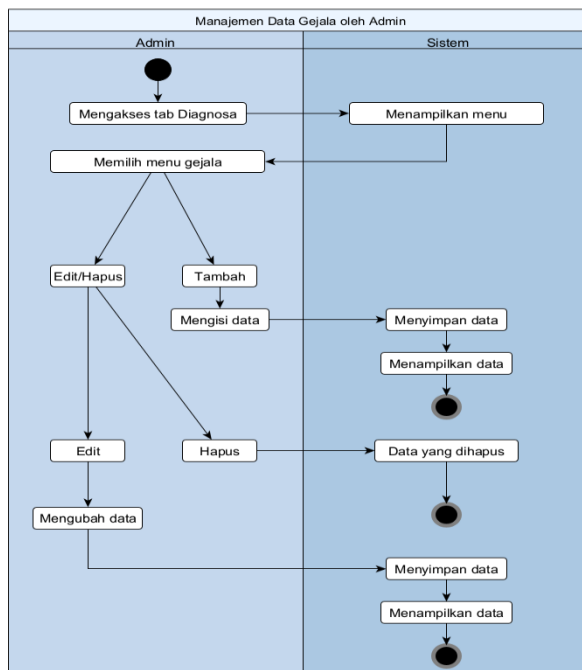 Manajemen Data Gejala oleh Admin
Admin
Sistem
Mengakses tab Diagnosa
Menampilkan menu
Memilih menu gejala
Edit/Hapus
Tambah
Mengisi data
Menyimpan data
Menampilkan data
Edit
Hapus
Data yang dihapus
Mengubah data
Menyimpan data
Menampilkan data